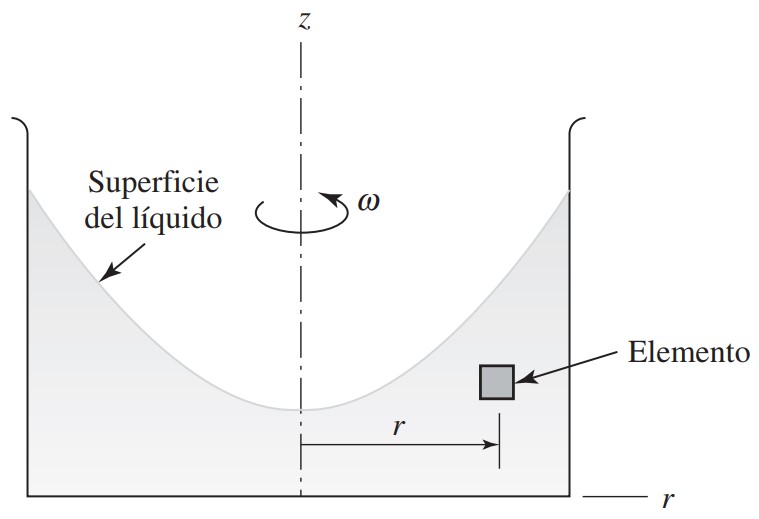 z
Superficie
del líquido
ω
Elemento
r
r